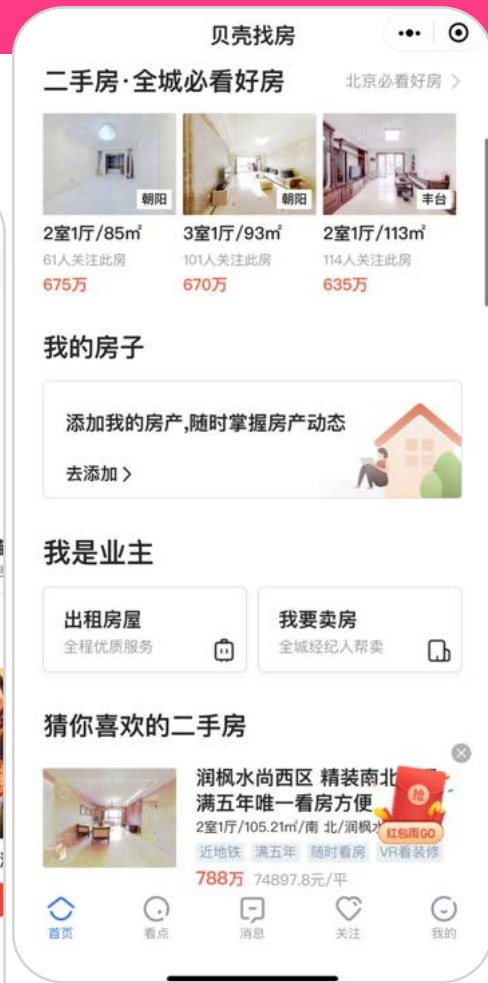 贝壳找房
二手房·全城必看好房
北京必看好房
朝阳
朝阳
丰台
2室1厅/85㎡
3室1厅/93㎡
2室1厅/113㎡
61人关注此房
101人关注此房
114人关注此房
675万
670万
635万
我的房子
添加我的房产,随时掌握房产动态
去添加
我是业主
出租房屋
我要卖房
全程优质服务
全城经纪人帮卖
猜你喜欢的二手房
润枫水尚西区 精装南北
满五年唯一看房方便
2室1厅/105.21㎡/南 北/润枫水
抢
红包雨GO
近地铁
满五年
随时看房
VR看装修
788万
74897.8元/平
首页
看点
消息
关注
我的